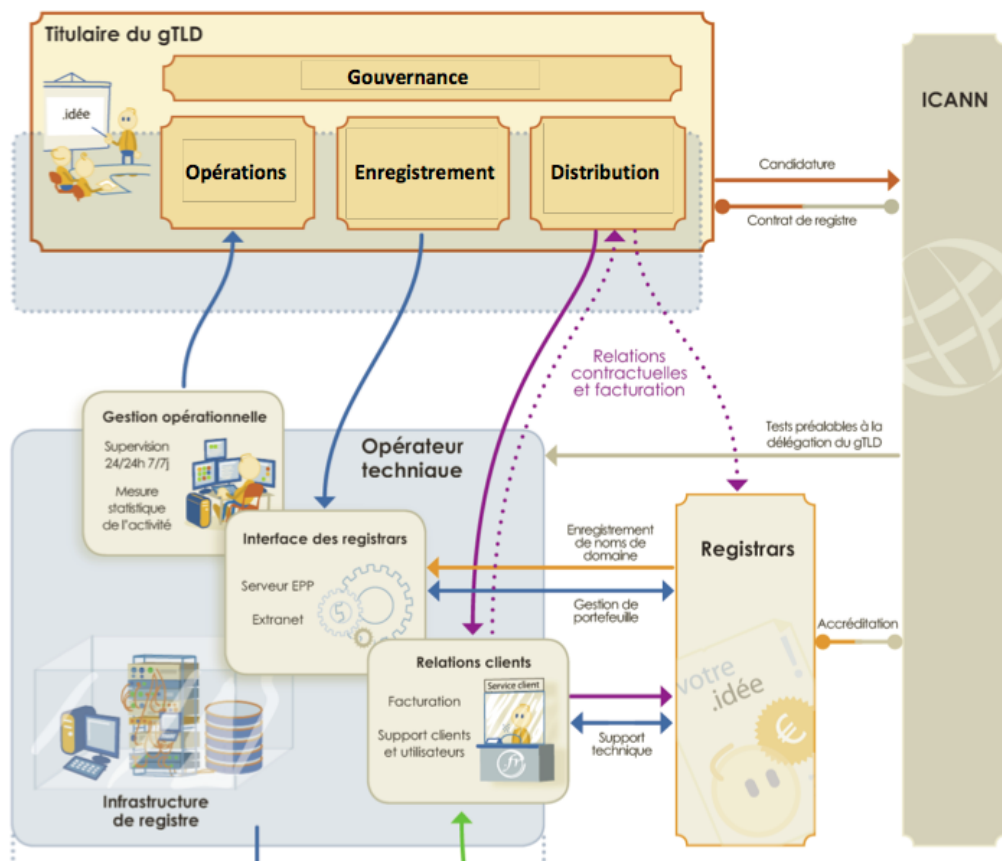 Titulaire du gTLD
Gouvernance
.idée
Opérations
Enregistrement
Distribution
ICANN
Candidature
Contrat de registre
Relations
contractuelles
et facturation
Tests préalables à la
délégation du gTLD
Gestion opérationnelle
Supervision
24/24h 7/7j
Mesure
statistique
de l'activité
Opérateur
technique
Interface des registrars
Serveur EPP
Extranet
5
Enregistrement
de noms de
domaine
Gestion de
portefeuille
Registrars
Accréditation
votre
.idée
!
€
Relations clients
Facturation
Support clients
et utilisateurs
Service client
fr
Support
technique
Infrastructure
de registre